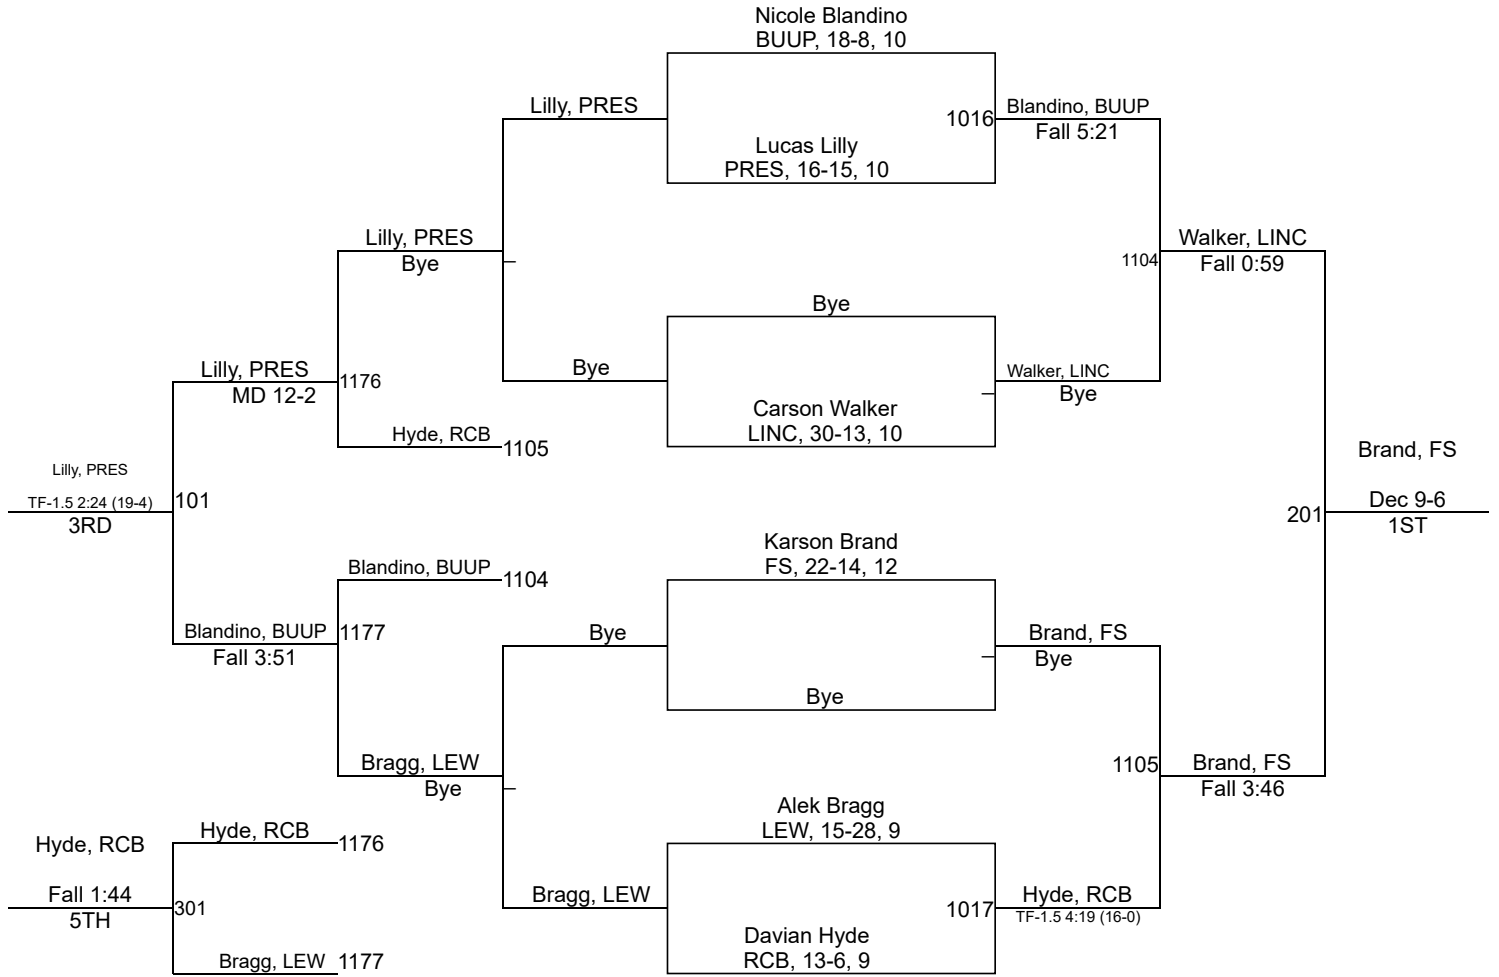 Nicole Blandino
BUUP, 18-8, 10
Lilly, PRES
1016
Blandino, BUUP
Fall 5:21
Lucas Lilly
PRES, 16-15, 10
Lilly, PRES
Bye
Walker, LINC
1104
Fall 0:59
Bye
Bye
Walker, LINC
Bye
Lilly, PRES
1176
MD 12-2
Carson Walker
LINC, 30-13, 10
Hyde, RCB
1105
Brand, FS
Lilly, PRES
TF-1.5 2:24 (19-4)
101
3RD
201
Dec 9-6
1ST
Karson Brand
FS, 22-14, 12
Blandino, BUUP
1104
Blandino, BUUP
1177
Fall 3:51
Bye
Brand, FS
Bye
Bye
Bragg, LEW
Bye
1105
Brand, FS
Fall 3:46
Alek Bragg
LEW, 15-28, 9
Hyde, RCB
Hyde, RCB
1176
Fall 1:44
301
5TH
Bragg, LEW
1017
Hyde, RCB
TF-1.5 4:19 (16-0)
Davian Hyde
RCB, 13-6, 9
Bragg, LEW
1177